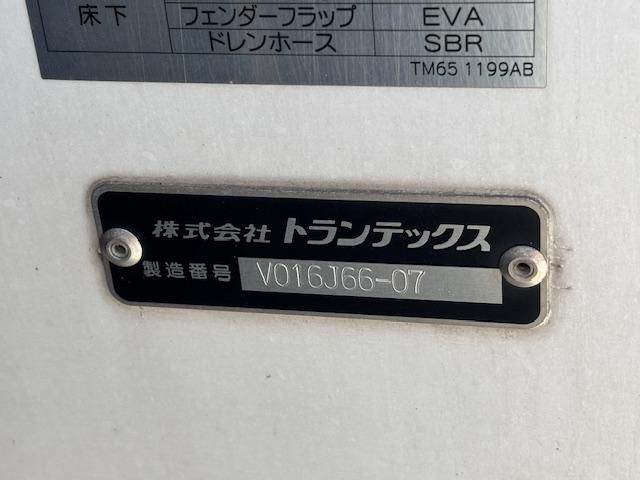 床下 フェンダーフラップ EVA
ドレンホース SBR
TM65 1199AB
株式会社 トランテックス
製造番号 V016J66-07